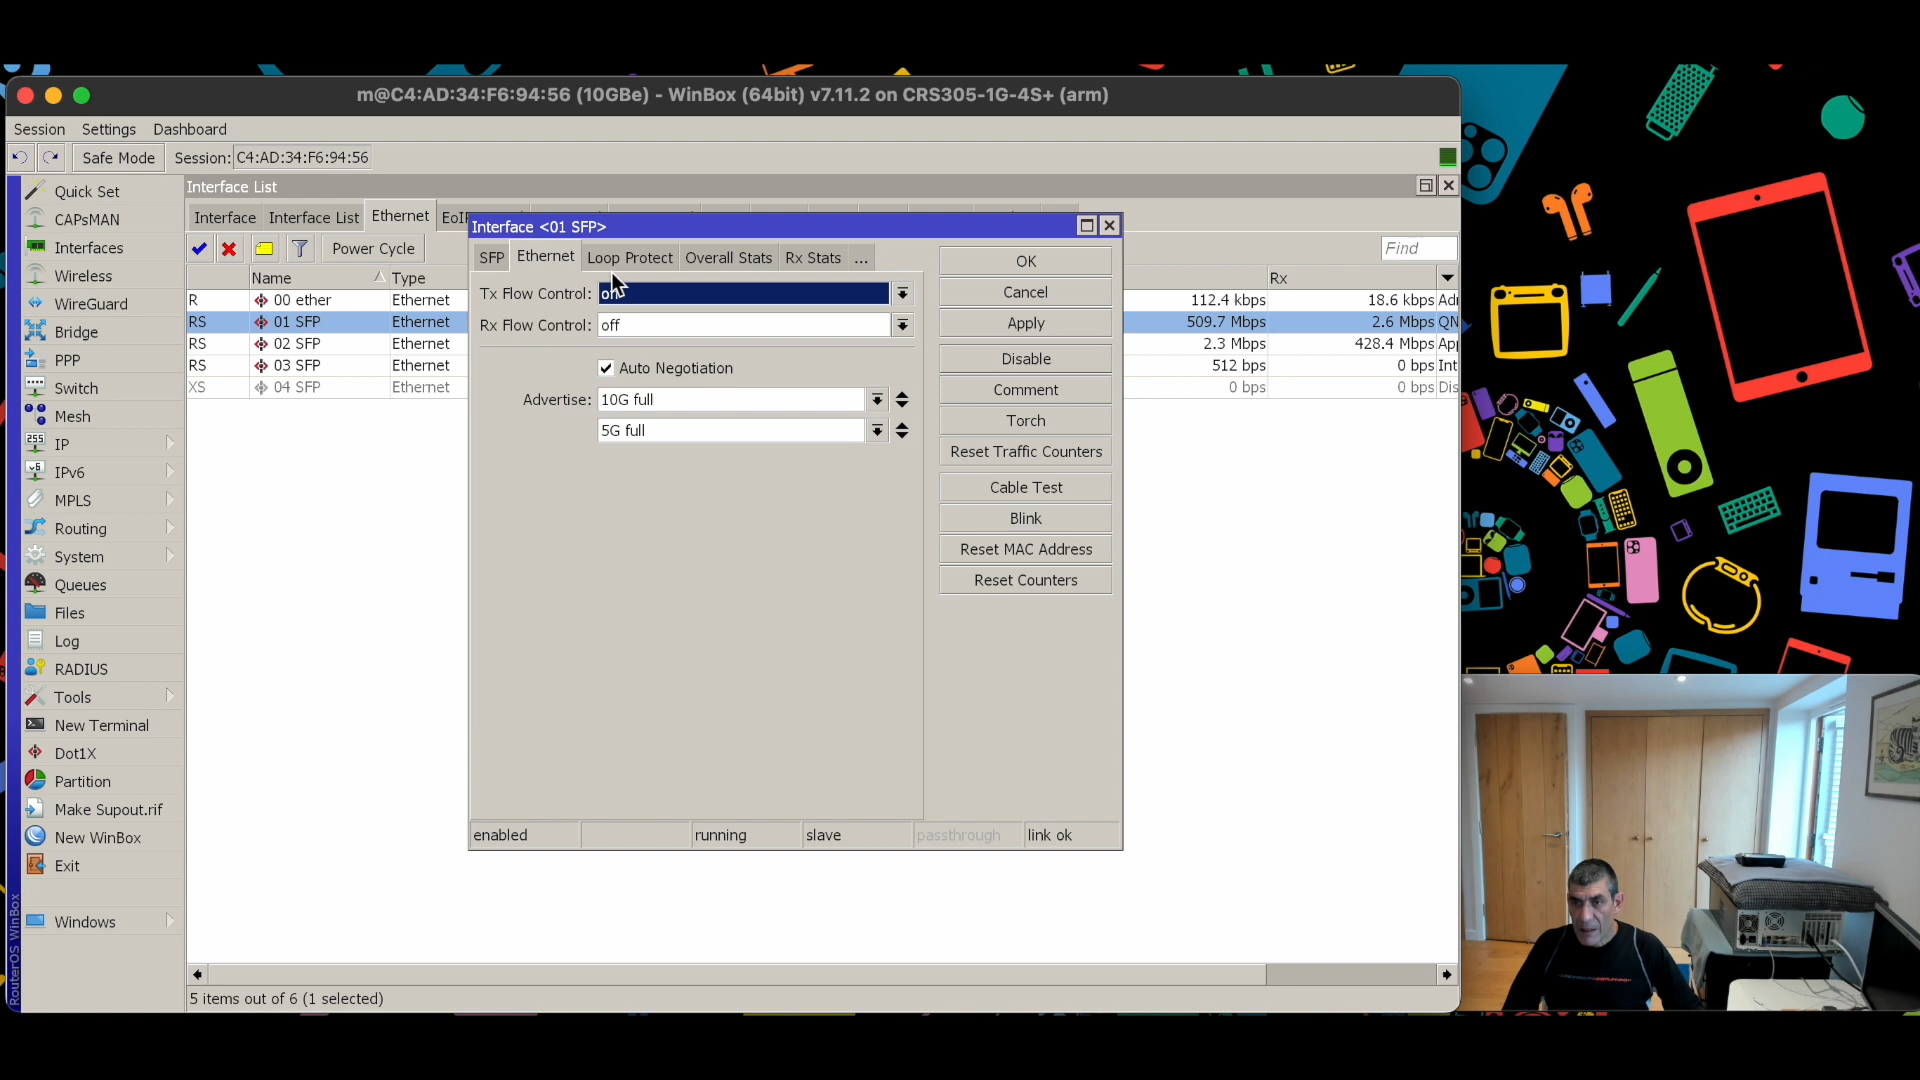 m@C4:AD:34:F6:94:56 (10GBe) - WinBox (64bit) v7.11.2 on CRS305-1G-4S+ (arm)
Session Settings Dashboard
Safe Mode Session: C4:AD:34:F6:94:56
Quick Set
CAPsMAN
Interfaces
Wireless
WireGuard
Bridge
PPP
Switch
Mesh
IP
IPv6
MPLS
Routing
System
Queues
Files
Log
RADIUS
Tools
New Terminal
Dot1X
Partition
Make Supout.rif
New WinBox
Exit
Windows
RouterOS WinBox
Interface List
Interface Interface List Ethernet EoIP
Power Cycle Find
Name Type Rx
R 00 ether Ethernet 112.4 kbps 18.6 kbps Adm
RS 01 SFP Ethernet 509.7 Mbps 2.6 Mbps QN
RS 02 SFP Ethernet 2.3 Mbps 428.4 Mbps App
RS 03 SFP Ethernet 512 bps 0 bps Int
XS 04 SFP Ethernet 0 bps 0 bps Dis
Interface <01 SFP>
SFP Ethernet Loop Protect Overall Stats Rx Stats ...
Tx Flow Control:
Rx Flow Control: off
Auto Negotiation
Advertise: 10G full
5G full
OK
Cancel
Apply
Disable
Comment
Torch
Reset Traffic Counters
Cable Test
Blink
Reset MAC Address
Reset Counters
enabled running slave passthrough link ok
5 items out of 6 (1 selected)